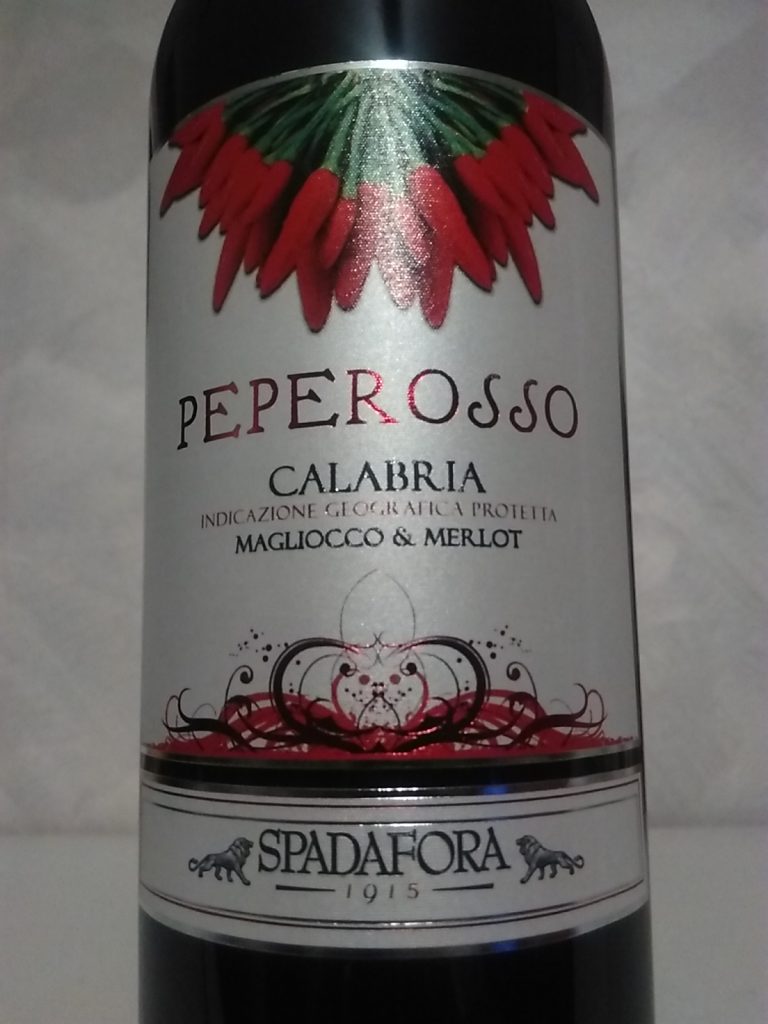 PEPEROSSO
CALABRIA
INDICAZIONE GEOGRAFICA PROTETTA
MAGLIOCCO & MERLOT
SPADAFORA
1915